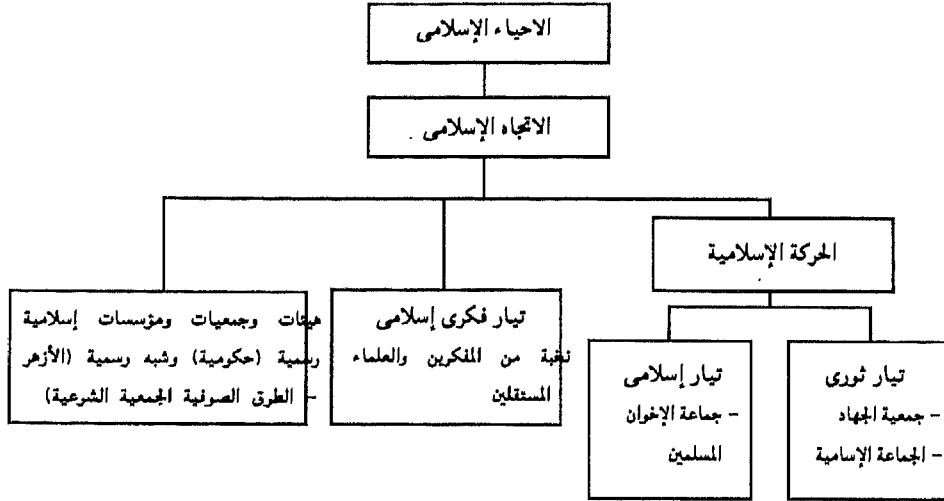 الاحياء الإسلامى
الاتجاه الإسلامى
الحركة الإسلامية
تيار ثورى
– جمعية الجهاد
– الجماعة الإسامية
تيار إسلامى
– جماعة الإخوان
المسلمين
تيار فكرى إسلامى
نخبة من المفكرين والعلماء
المستقلين
هيئات وجمعيات ومؤسسات إسلامية
رسمية (حكومية) وشبه رسمية (الأزهر
– الطرق الصوفية الجمعية الشرعية)